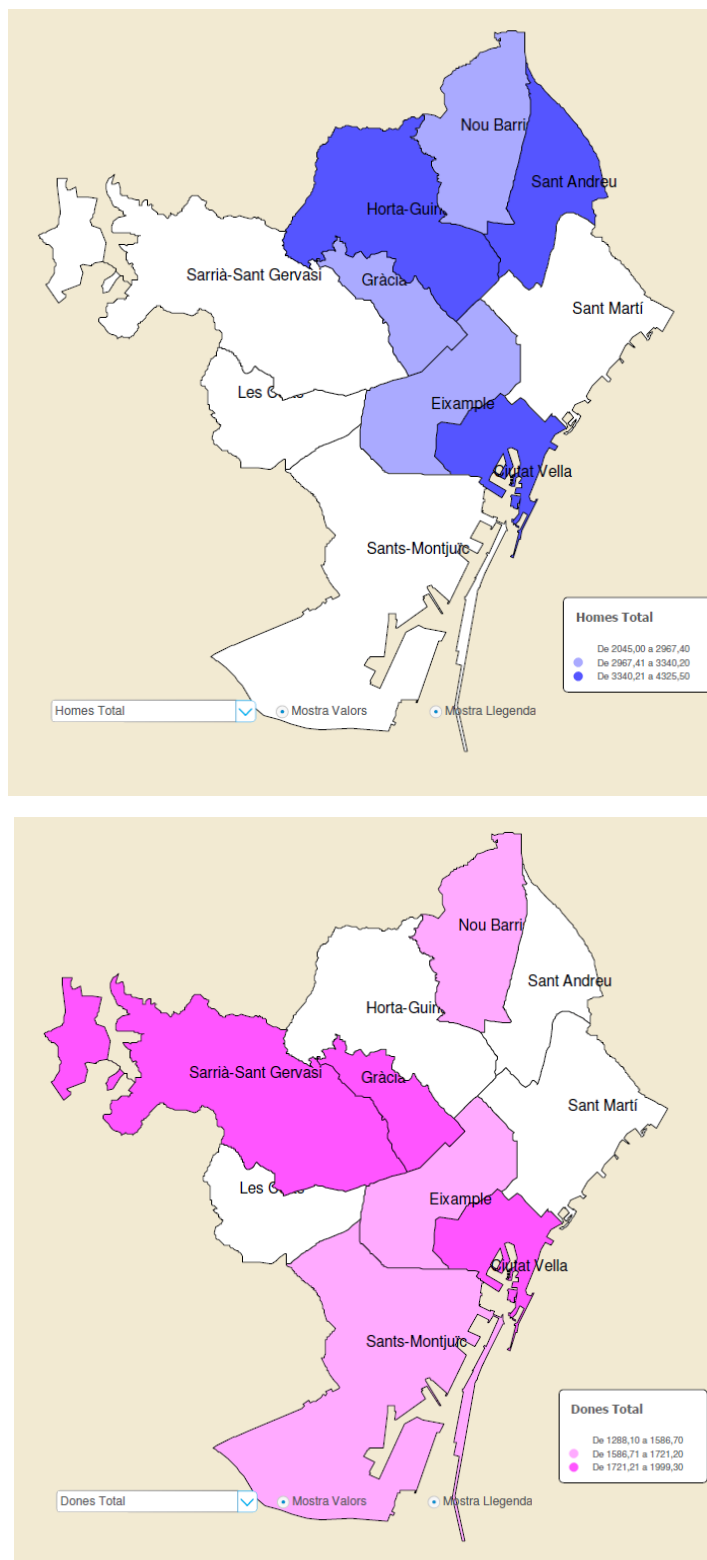 Nou Barri
Sant Andreu
Horta-Guin
Sarrià-Sant Gervasi
Gràcia
Sant Martí
Les C
Eixample
Ciutat Vella
Sants-Montjuïc
Homes Total
De 2045,00 a 2967,40
De 2967,41 a 3340,20
De 3340,21 a 4325,50
Homes Total
Mostra Valors
Mostra Llegenda
Nou Barri
Sant Andreu
Horta-Guin
Sarrià-Sant Gervasi
Gràcia
Sant Martí
Les C
Eixample
Ciutat Vella
Sants-Montjuïc
Dones Total
De 1288,10 a 1586,70
De 1586,71 a 1721,20
De 1721,21 a 1999,30
Dones Total
Mostra Valors
Mostra Llegenda